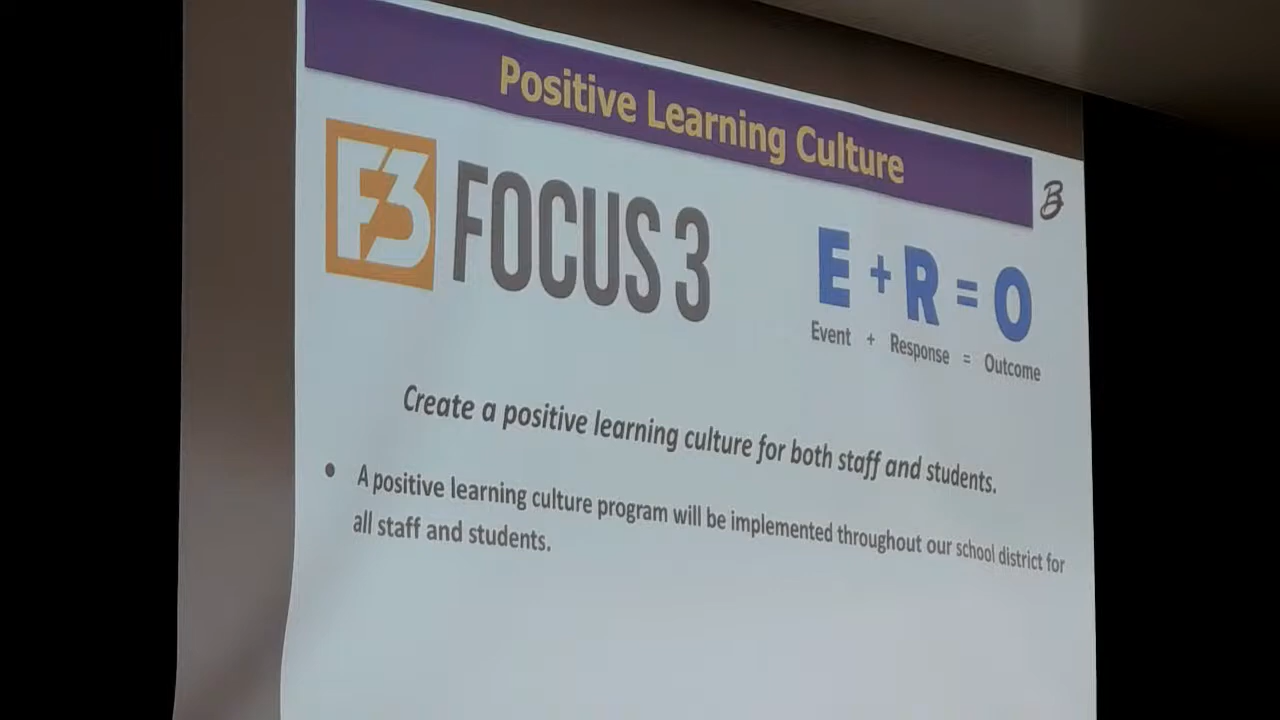 Positive Learning Culture
B
F3 FOCUS 3
E + R = O
Event + Response = Outcome
Create a positive learning culture for both staff and students.
• A positive learning culture program will be implemented throughout our school district for
all staff and students.